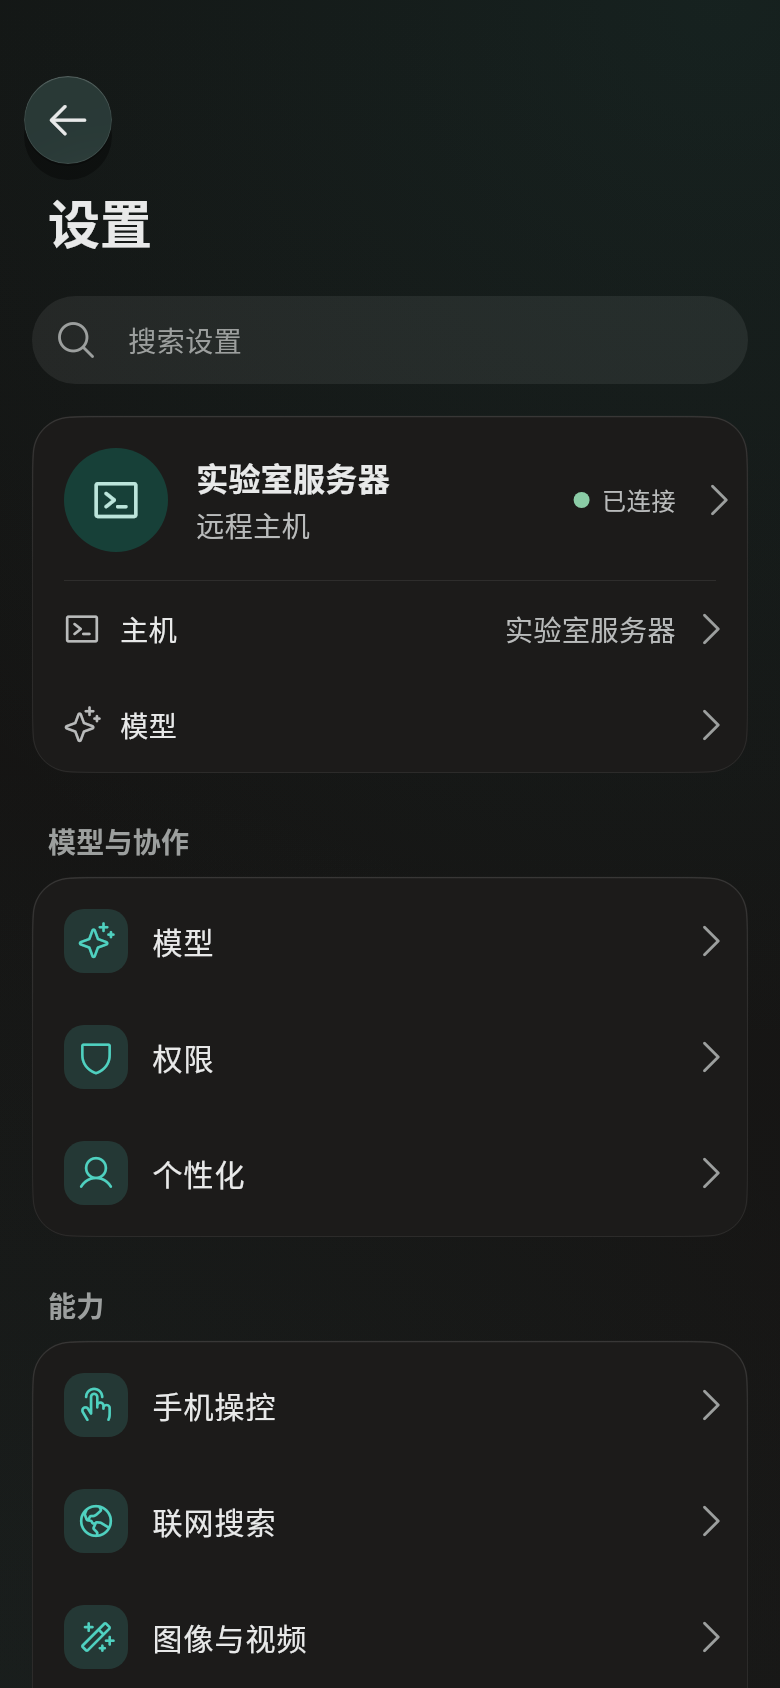 设置
搜索设置
实验室服务器
远程主机
已连接
主机
实验室服务器
模型
模型与协作
模型
权限
个性化
能力
手机操控
联网搜索
图像与视频